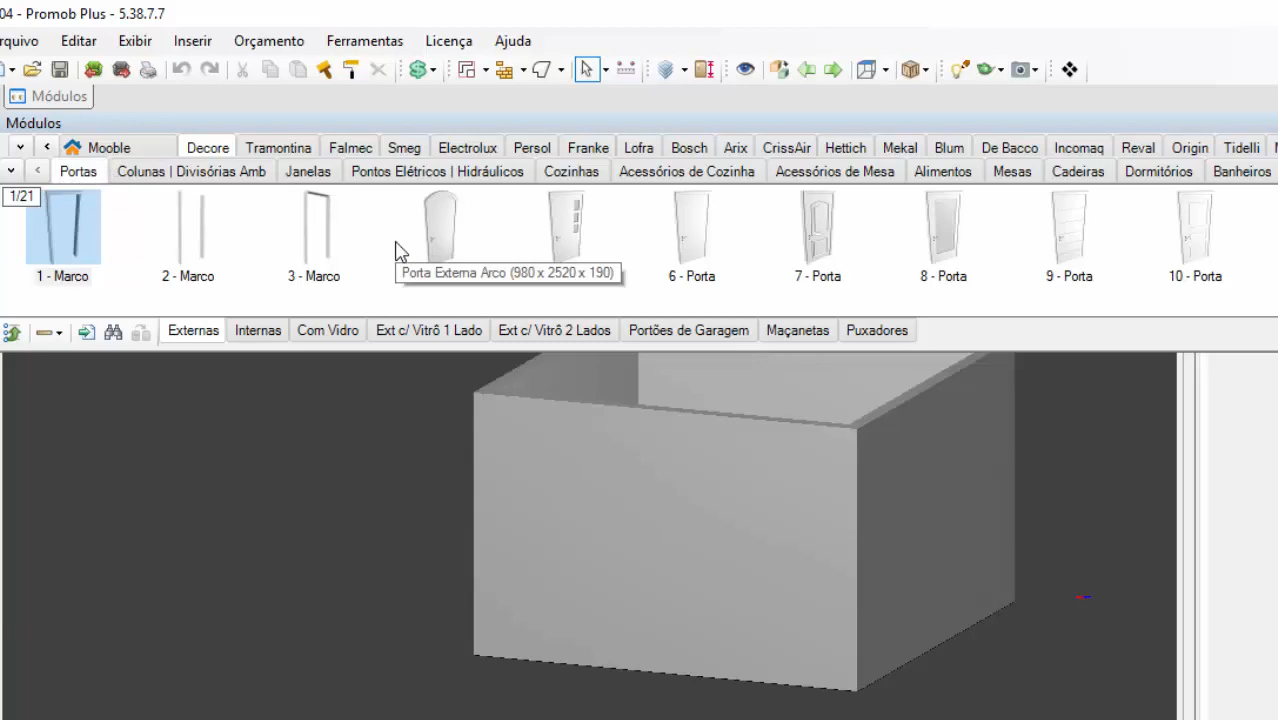 04 - Promob Plus - 5.38.7.7
rquivo Editar Exibir Inserir Orçamento Ferramentas Licença Ajuda
Módulos
Módulos
Mooble Decore Tramontina Falmec Smeg Electrolux Persol Franke Lofra Bosch Arix CrissAir Hettich Mekal Blum De Bacco Incomaq Reval Origin Tidelli
Portas Colunas | Divisórias Amb Janelas Pontos Elétricos | Hidráulicos Cozinhas Acessórios de Cozinha Acessórios de Mesa Alimentos Mesas Cadeiras Dormitórios Banheiros
1/21
Porta Externa Arco (980 x 2520 x 190)
1 - Marco 2 - Marco 3 - Marco 6 - Porta 7 - Porta 8 - Porta 9 - Porta 10 - Porta
Externas Internas Com Vidro Ext c/ Vitrô 1 Lado Ext c/ Vitrô 2 Lados Portões de Garagem Maçanetas Puxadores